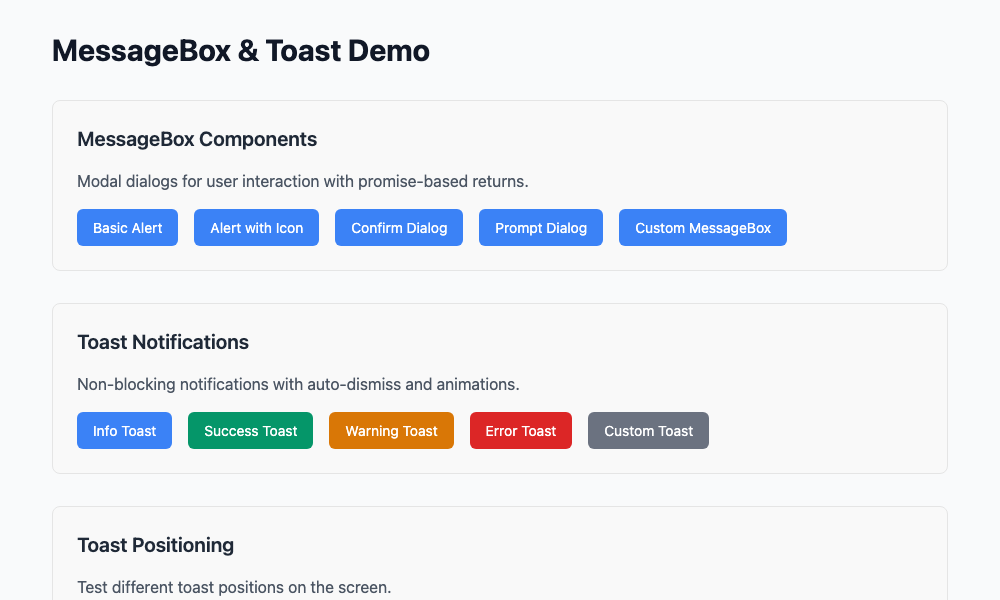 MessageBox & Toast Demo
MessageBox Components
Modal dialogs for user interaction with promise-based returns.
Basic Alert
Alert with Icon
Confirm Dialog
Prompt Dialog
Custom MessageBox
Toast Notifications
Non-blocking notifications with auto-dismiss and animations.
Info Toast
Success Toast
Warning Toast
Error Toast
Custom Toast
Toast Positioning
Test different toast positions on the screen.